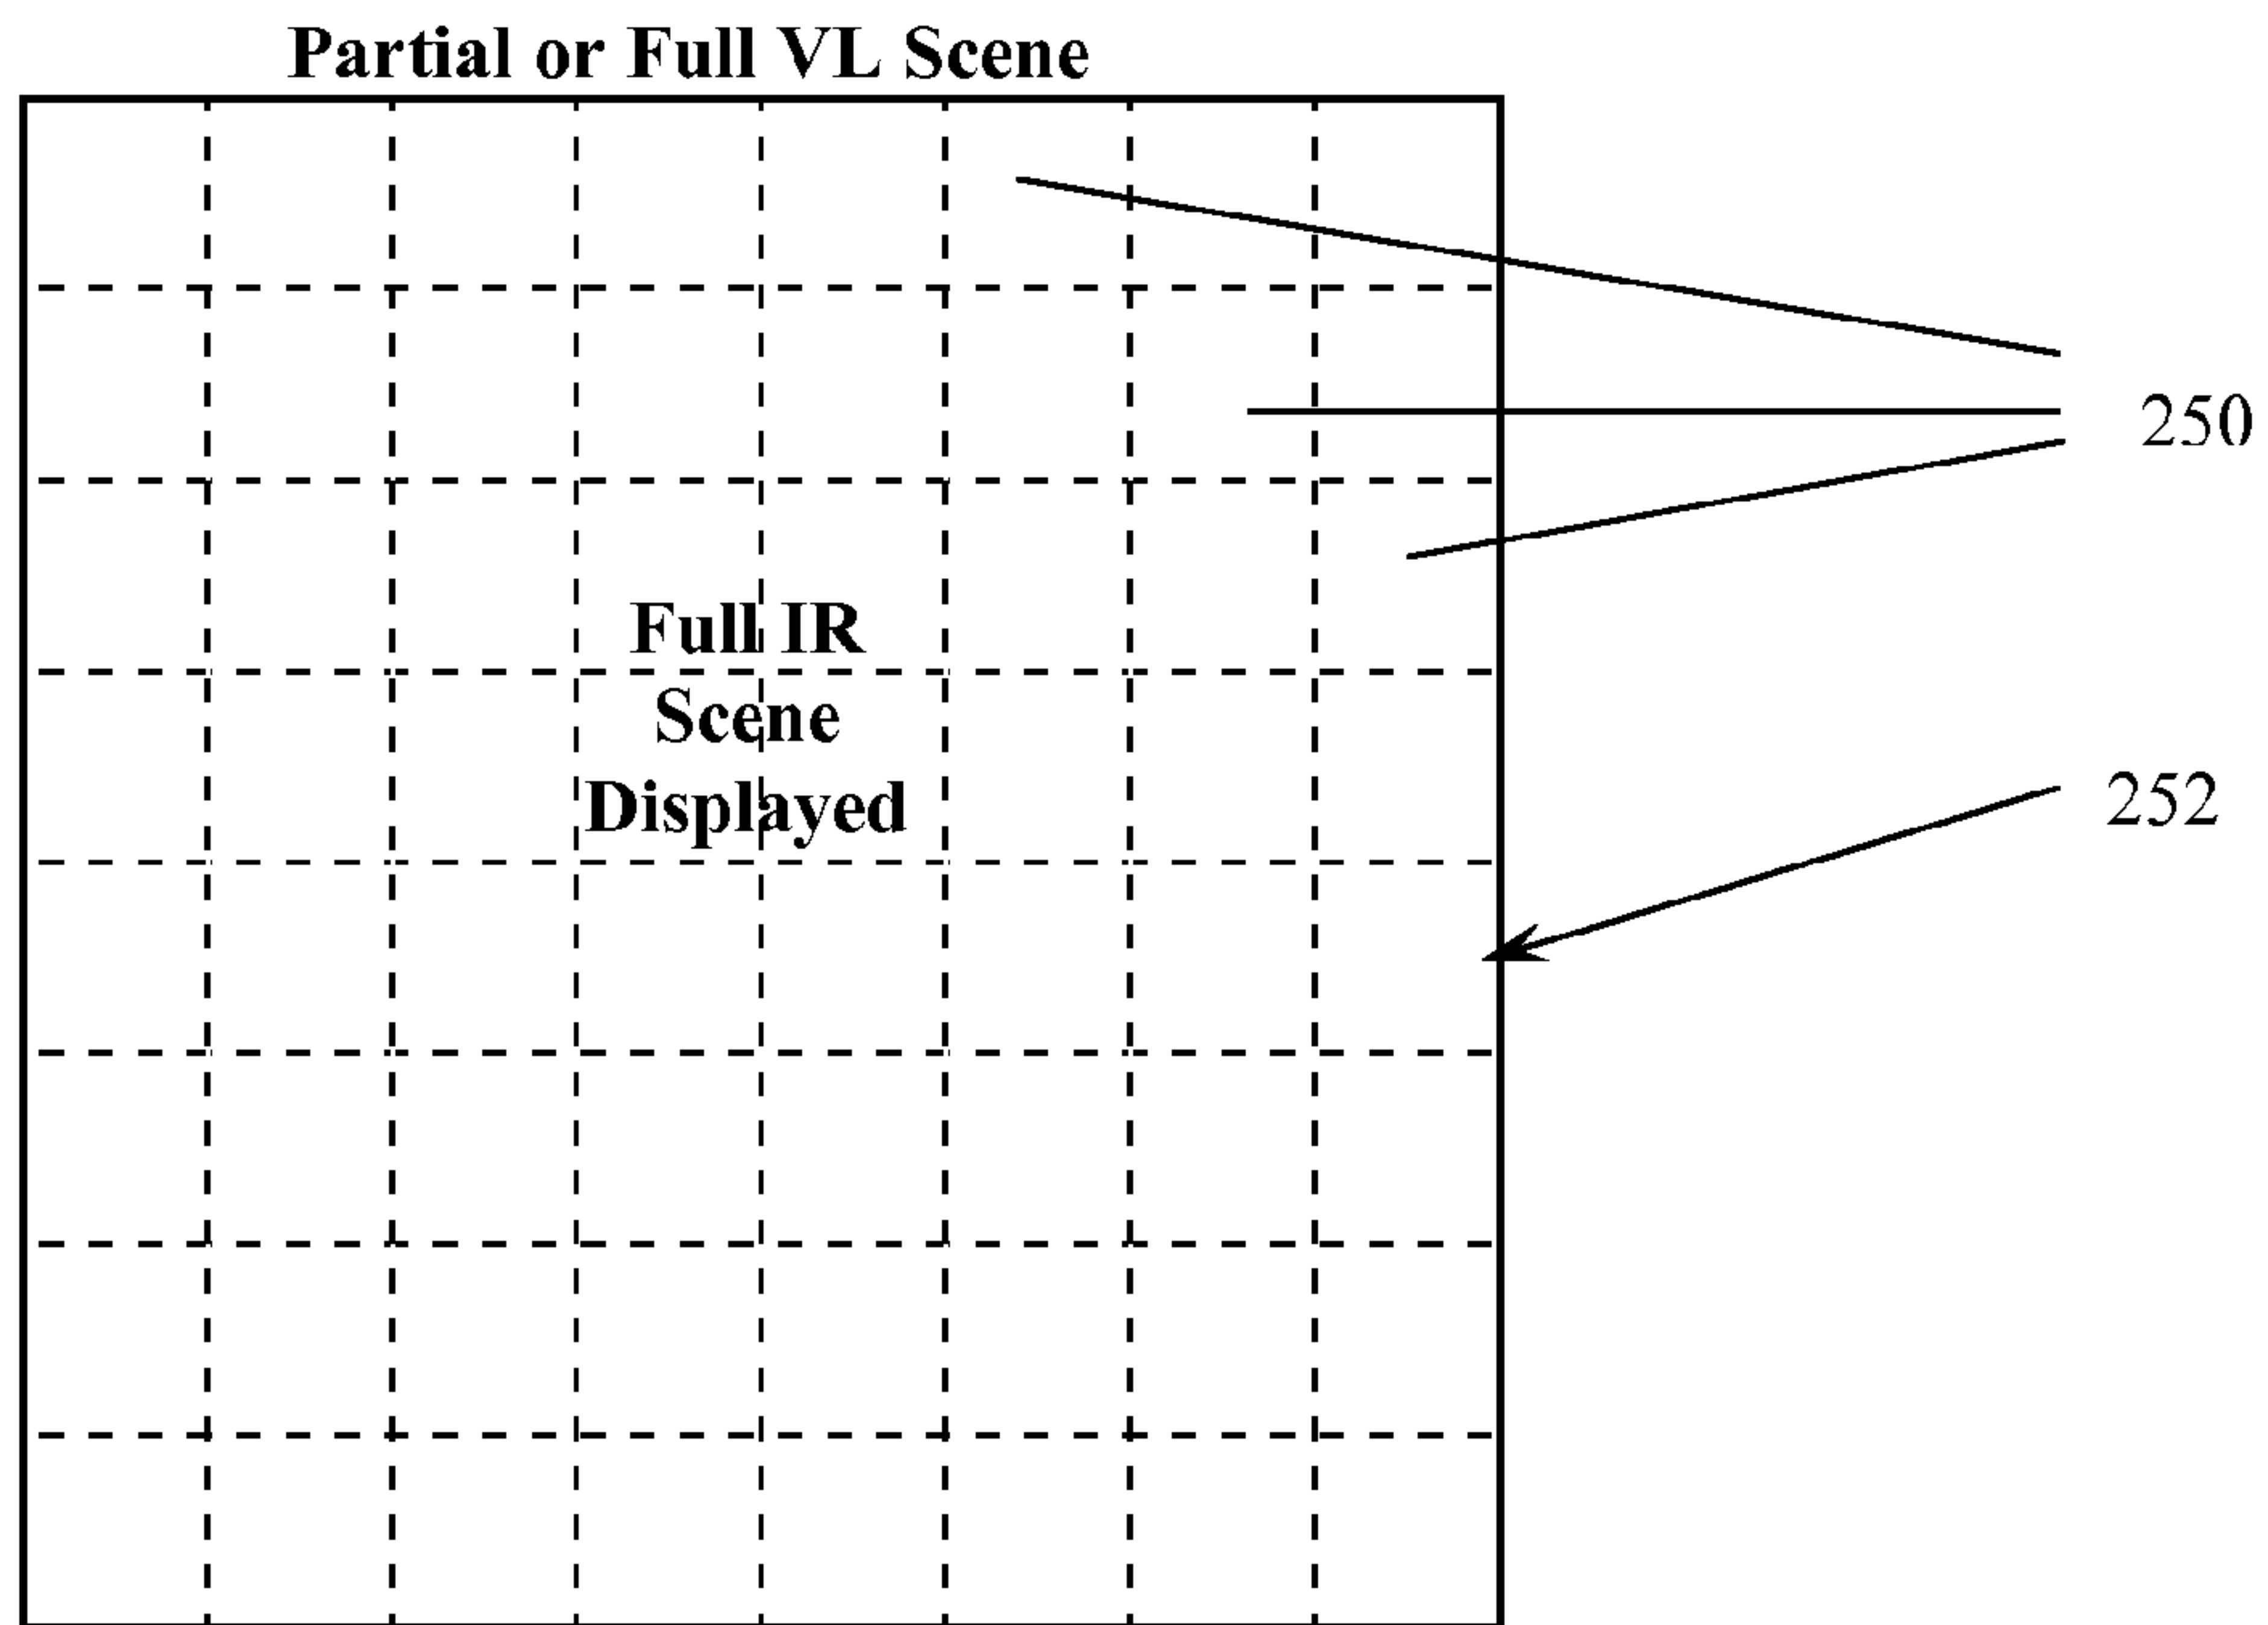 Partial or Full VL Scene
250
Full IR
Scene
Displayed
252